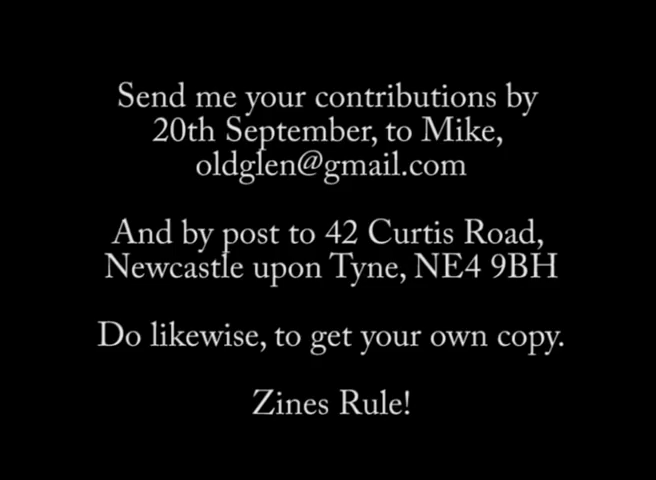 Send me your contributions by
20th September, to Mike,
oldglen@gmail.com
And by post to 42 Curtis Road,
Newcastle upon Tyne, NE4 9BH
Do likewise, to get your own copy.
Zines Rule!